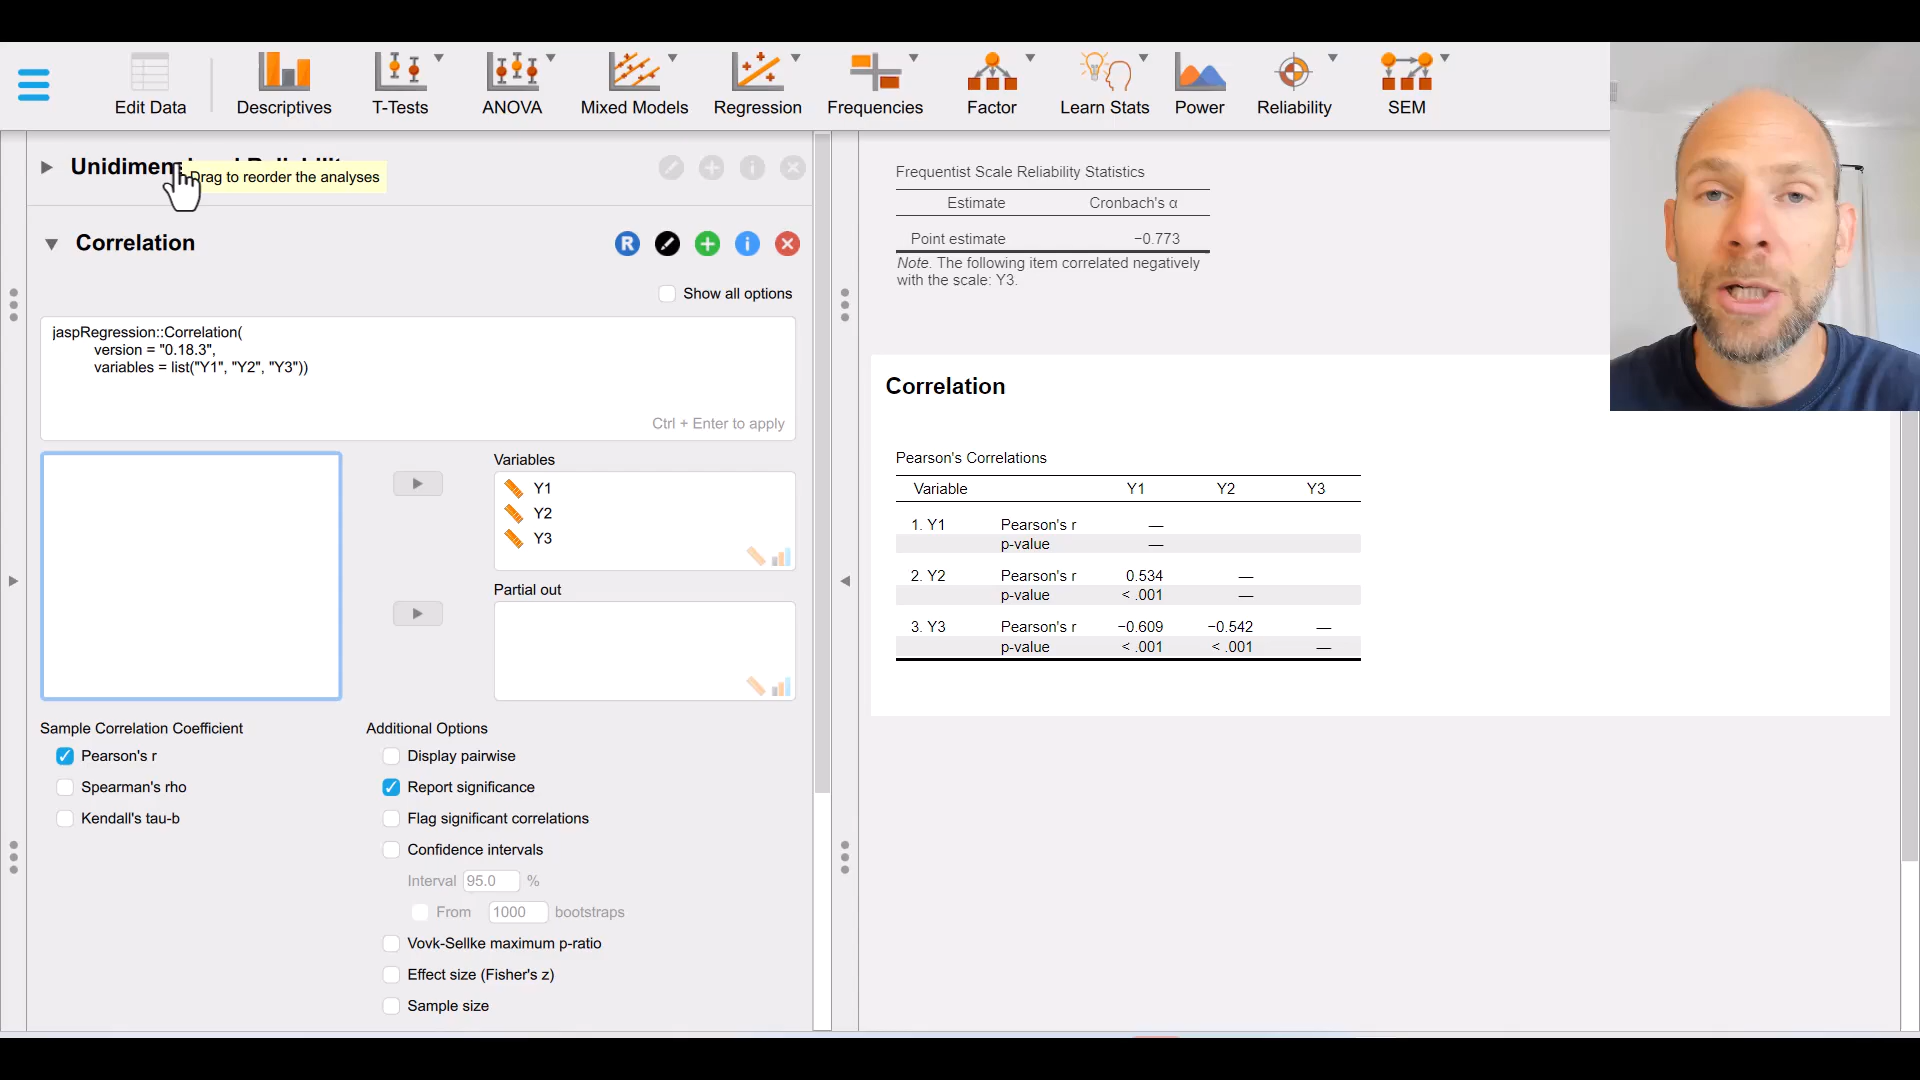 Edit Data
Descriptives
T-Tests
ANOVA
Mixed Models
Regression
Frequencies
Factor
Learn Stats
Power
Reliability
SEM
Drag to reorder the analyses
Correlation
R
Show all options
jaspRegression::Correlation(
version = "0.18.3",
variables = list("Y1", "Y2", "Y3"))
Ctrl + Enter to apply
Variables
Y1
Y2
Y3
Partial out
Sample Correlation Coefficient
Pearson's r
Spearman's rho
Kendall's tau-b
Additional Options
Display pairwise
Report significance
Flag significant correlations
Confidence intervals
Interval 95.0 %
From 1000 bootstraps
Vovk-Sellke maximum p-ratio
Effect size (Fisher's z)
Sample size
Frequentist Scale Reliability Statistics
Estimate Cronbach's α
Point estimate −0.773
Note. The following item correlated negatively
with the scale: Y3.
Correlation
Pearson's Correlations
Variable Y1 Y2 Y3
1. Y1 Pearson's r —
p-value —
2. Y2 Pearson's r 0.534 —
p-value < .001 —
3. Y3 Pearson's r −0.609 −0.542 —
p-value < .001 < .001 —